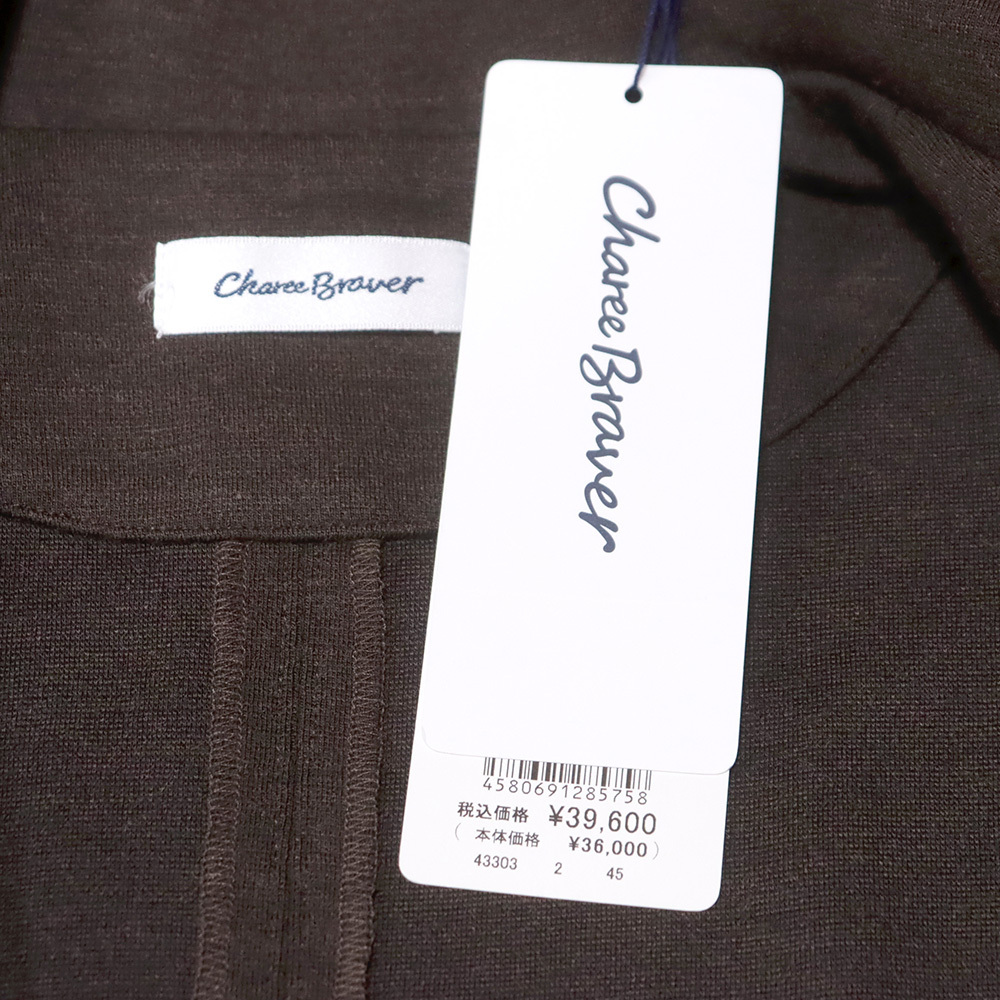 Charee Braver
Charee Braver
4580691285758
税込価格 ¥39,600
( 本体価格 ¥36,000 )
43303 2 45